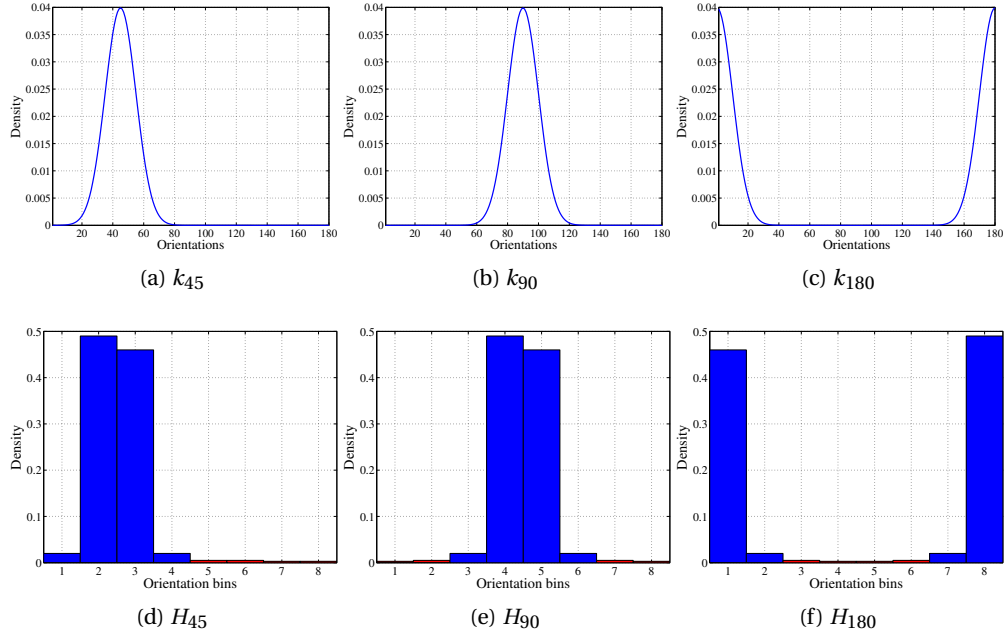 0.04 0.035 0.03 0.025 0.02 0.015 0.01 0.005 0
Density
20 40 60 80 100 120 140 160 180
Orientations
(a) k45
0.04 0.035 0.03 0.025 0.02 0.015 0.01 0.005 0
Density
20 40 60 80 100 120 140 160 180
Orientations
(b) k90
0.04 0.035 0.03 0.025 0.02 0.015 0.01 0.005 0
Density
20 40 60 80 100 120 140 160 180
Orientations
(c) k180
0.5 0.4 0.3 0.2 0.1 0
Density
1 2 3 4 5 6 7 8
Orientation bins
(d) H45
0.5 0.4 0.3 0.2 0.1 0
Density
1 2 3 4 5 6 7 8
Orientation bins
(e) H90
0.5 0.4 0.3 0.2 0.1 0
Density
1 2 3 4 5 6 7 8
Orientation bins
(f) H180